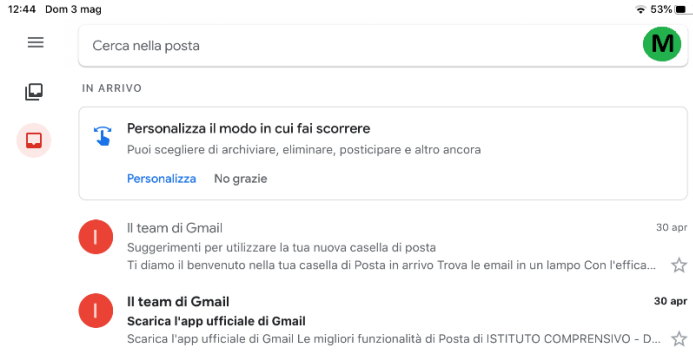 12:44 Dom 3 mag 53%
Cerca nella posta M
IN ARRIVO
Personalizza il modo in cui fai scorrere
Puoi scegliere di archiviare, eliminare, posticipare e altro ancora
Personalizza No grazie
I Il team di Gmail 30 apr
Suggerimenti per utilizzare la tua nuova casella di posta
Ti diamo il benvenuto nella tua casella di Posta in arrivo Trova le email in un lampo Con l'effica...
I Il team di Gmail 30 apr
Scarica l'app ufficiale di Gmail
Scarica l'app ufficiale di Gmail Le migliori funzionalità di Posta di ISTITUTO COMPRENSIVO - D...